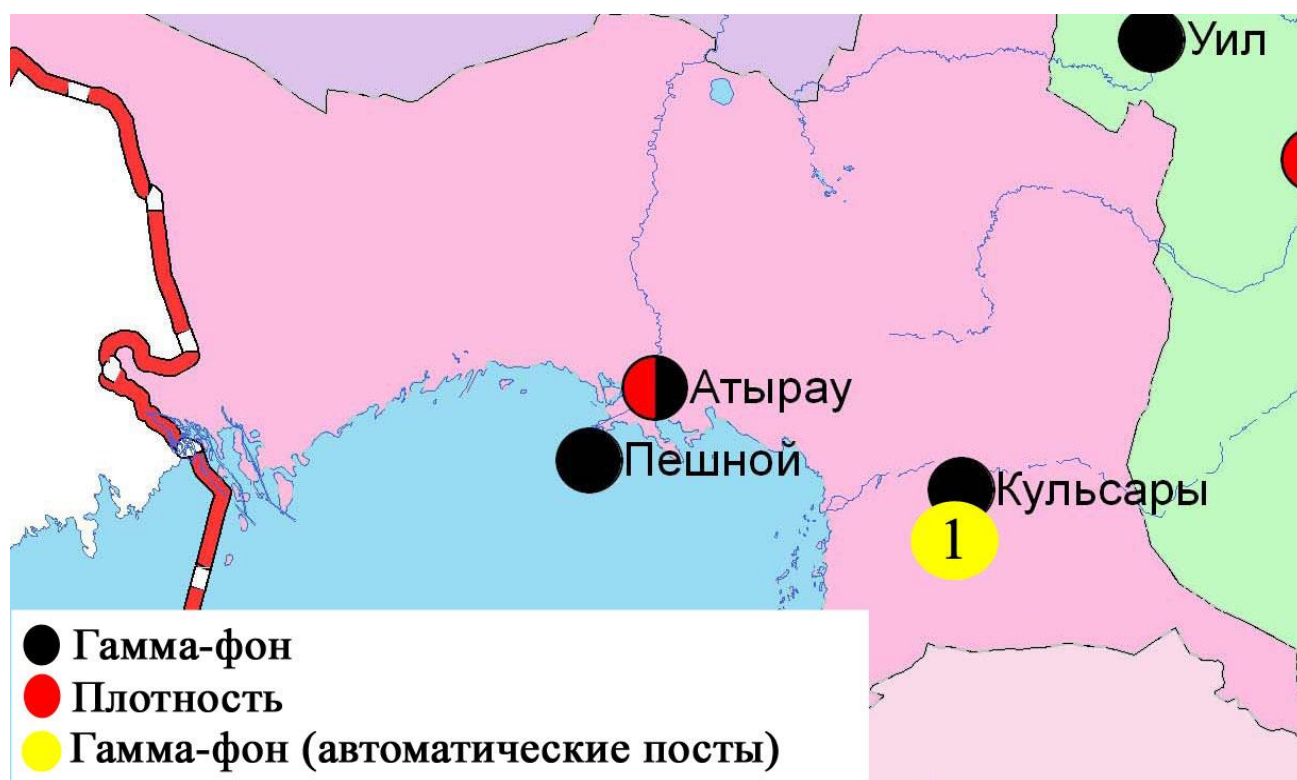 Уил
Атырау
Пешной
Кульсары
1
Гамма-фон
Плотность
Гамма-фон (автоматические посты)